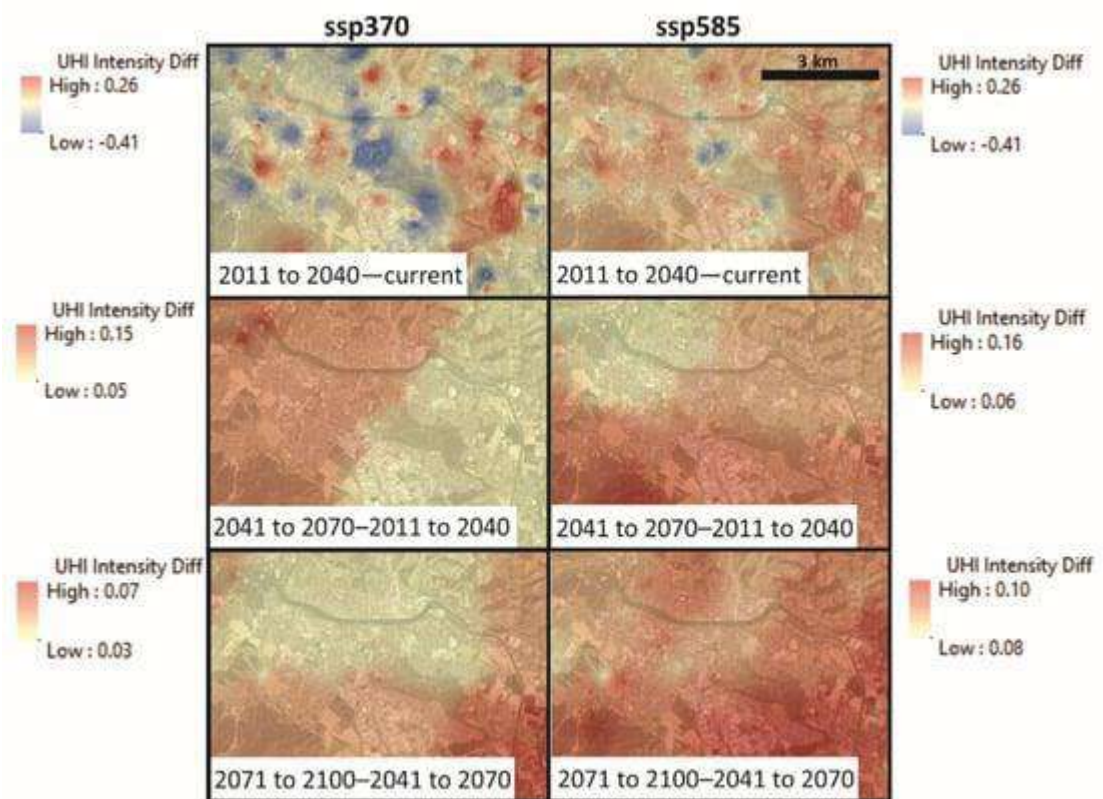 ssp370
ssp585
UHI Intensity Diff
High : 0.26
Low : -0.41
3 km
UHI Intensity Diff
High : 0.26
Low : -0.41
2011 to 2040—current
2011 to 2040—current
UHI Intensity Diff
High : 0.15
Low : 0.05
UHI Intensity Diff
High : 0.16
Low : 0.06
2041 to 2070–2011 to 2040
2041 to 2070–2011 to 2040
UHI Intensity Diff
High : 0.07
Low : 0.03
UHI Intensity Diff
High : 0.10
Low : 0.08
2071 to 2100–2041 to 2070
2071 to 2100–2041 to 2070